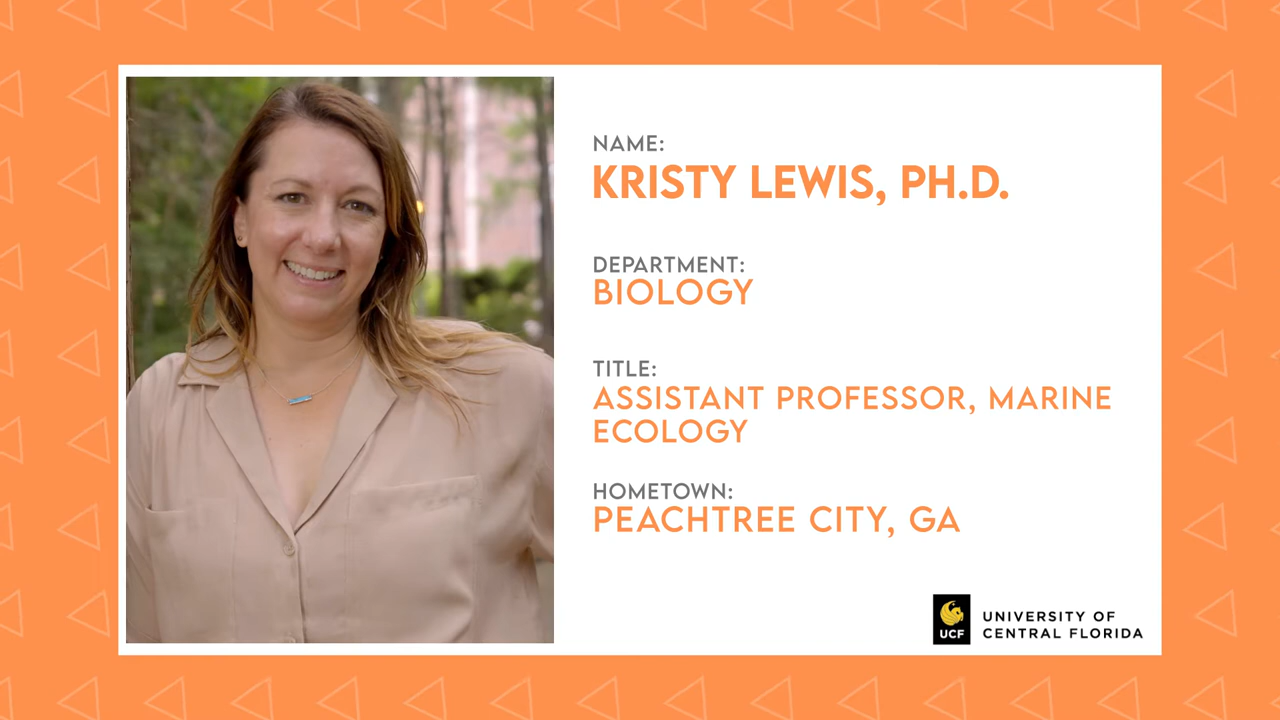 NAME:
KRISTY LEWIS, PH.D.
DEPARTMENT:
BIOLOGY
TITLE:
ASSISTANT PROFESSOR, MARINE
ECOLOGY
HOMETOWN:
PEACHTREE CITY, GA
UCF
UNIVERSITY OF
CENTRAL FLORIDA